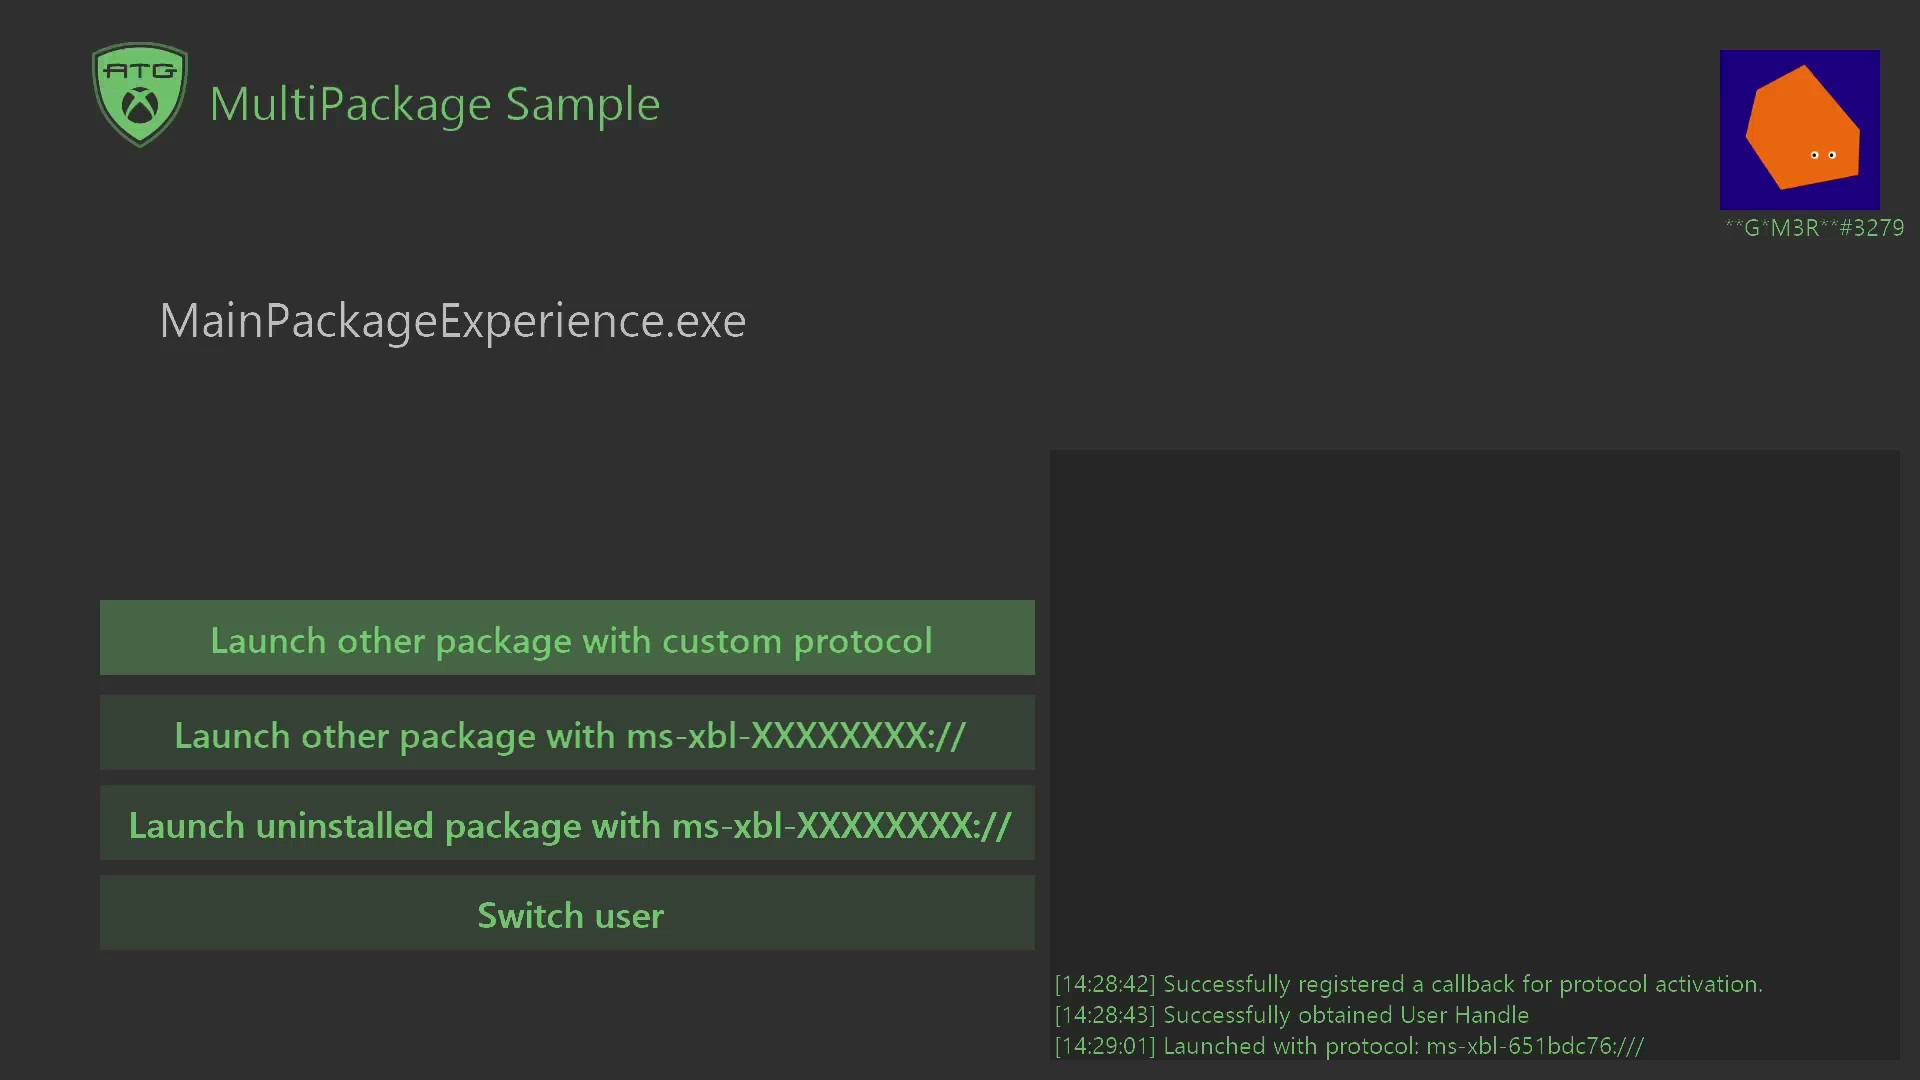 ATG
MultiPackage Sample
**G*M3R**#3279
MainPackageExperience.exe
Launch other package with custom protocol
Launch other package with ms-xbl-XXXXXXXX://
Launch uninstalled package with ms-xbl-XXXXXXXX://
Switch user
[14:28:42] Successfully registered a callback for protocol activation.
[14:28:43] Successfully obtained User Handle
[14:29:01] Launched with protocol: ms-xbl-651bdc76:///